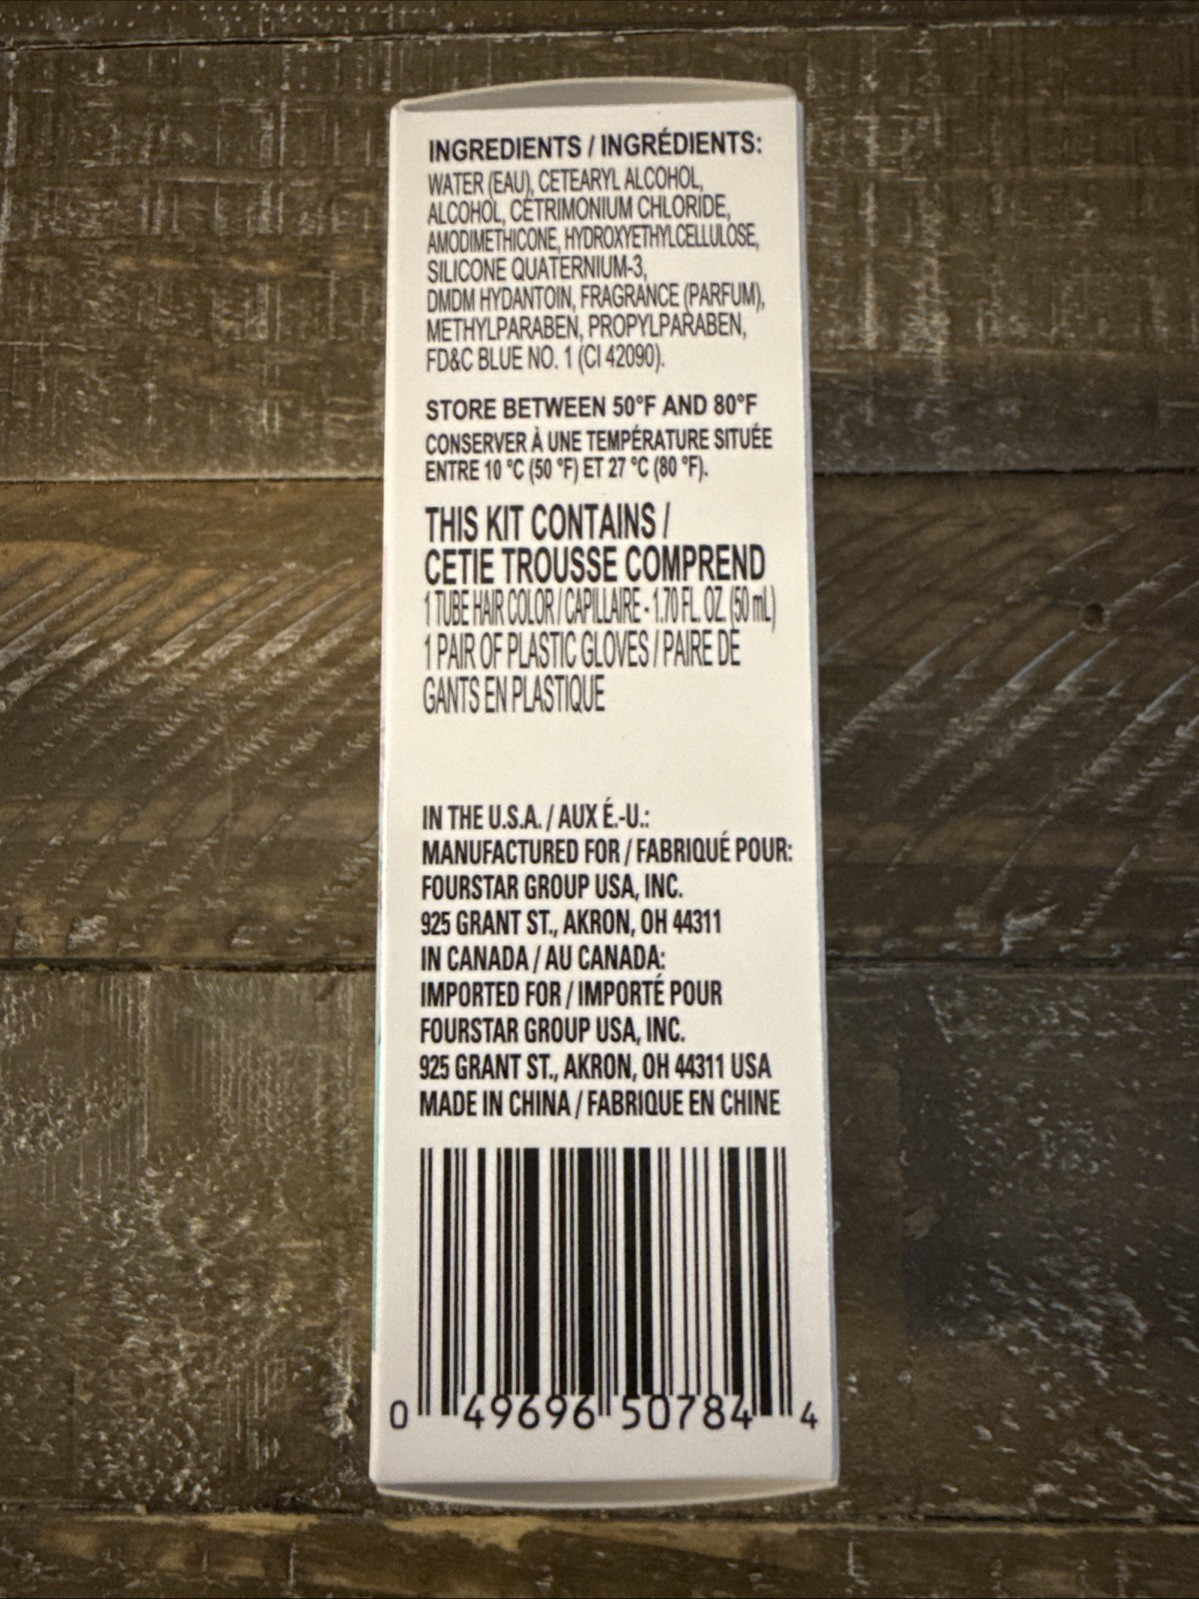 INGREDIENTS / INGRÉDIENTS:
WATER (EAU), CETEARYL ALCOHOL,
ALCOHOL, CETRIMONIUM CHLORIDE,
AMODIMETHICONE, HYDROXYETHYLCELLULOSE,
SILICONE QUATERNIUM-3,
DMDM HYDANTOIN, FRAGRANCE (PARFUM),
METHYLPARABEN, PROPYLPARABEN,
FD&C BLUE NO. 1 (CI 42090).
STORE BETWEEN 50°F AND 80°F
CONSERVER À UNE TEMPÉRATURE SITUÉE
ENTRE 10 °C (50 °F) ET 27 °C (80 °F).
THIS KIT CONTAINS /
CETIE TROUSSE COMPREND
1 TUBE HAIR COLOR / CAPILLAIRE - 1.70 FL. OZ. (50 mL)
1 PAIR OF PLASTIC GLOVES / PAIRE DE
GANTS EN PLASTIQUE
IN THE U.S.A. / AUX É.-U.:
MANUFACTURED FOR / FABRIQUÉ POUR:
FOURSTAR GROUP USA, INC.
925 GRANT ST., AKRON, OH 44311
IN CANADA / AU CANADA:
IMPORTED FOR / IMPORTÉ POUR
FOURSTAR GROUP USA, INC.
925 GRANT ST., AKRON, OH 44311 USA
MADE IN CHINA / FABRIQUE EN CHINE
0 49696 50784 4